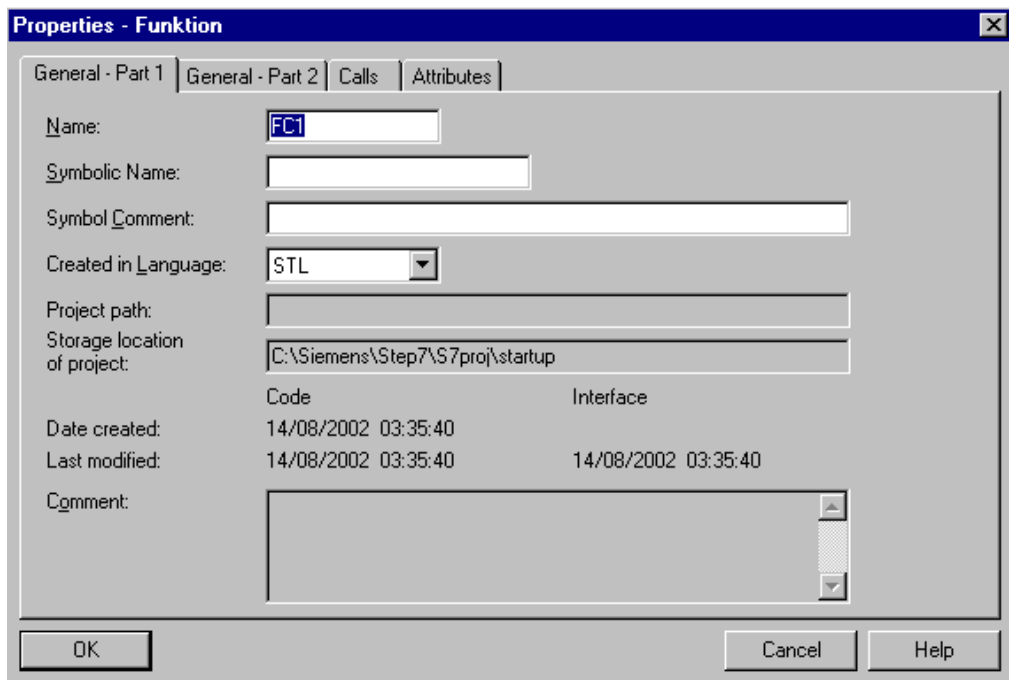 Properties - Funktion
General - Part 1 General - Part 2 Calls Attributes
Name: FC1
Symbolic Name:
Symbol Comment:
Created in Language: STL
Project path:
Storage location
of project: C:\Siemens\Step7\S7proj\startup
Code Interface
Date created: 14/08/2002 03:35:40
Last modified: 14/08/2002 03:35:40 14/08/2002 03:35:40
Comment:
OK Cancel Help